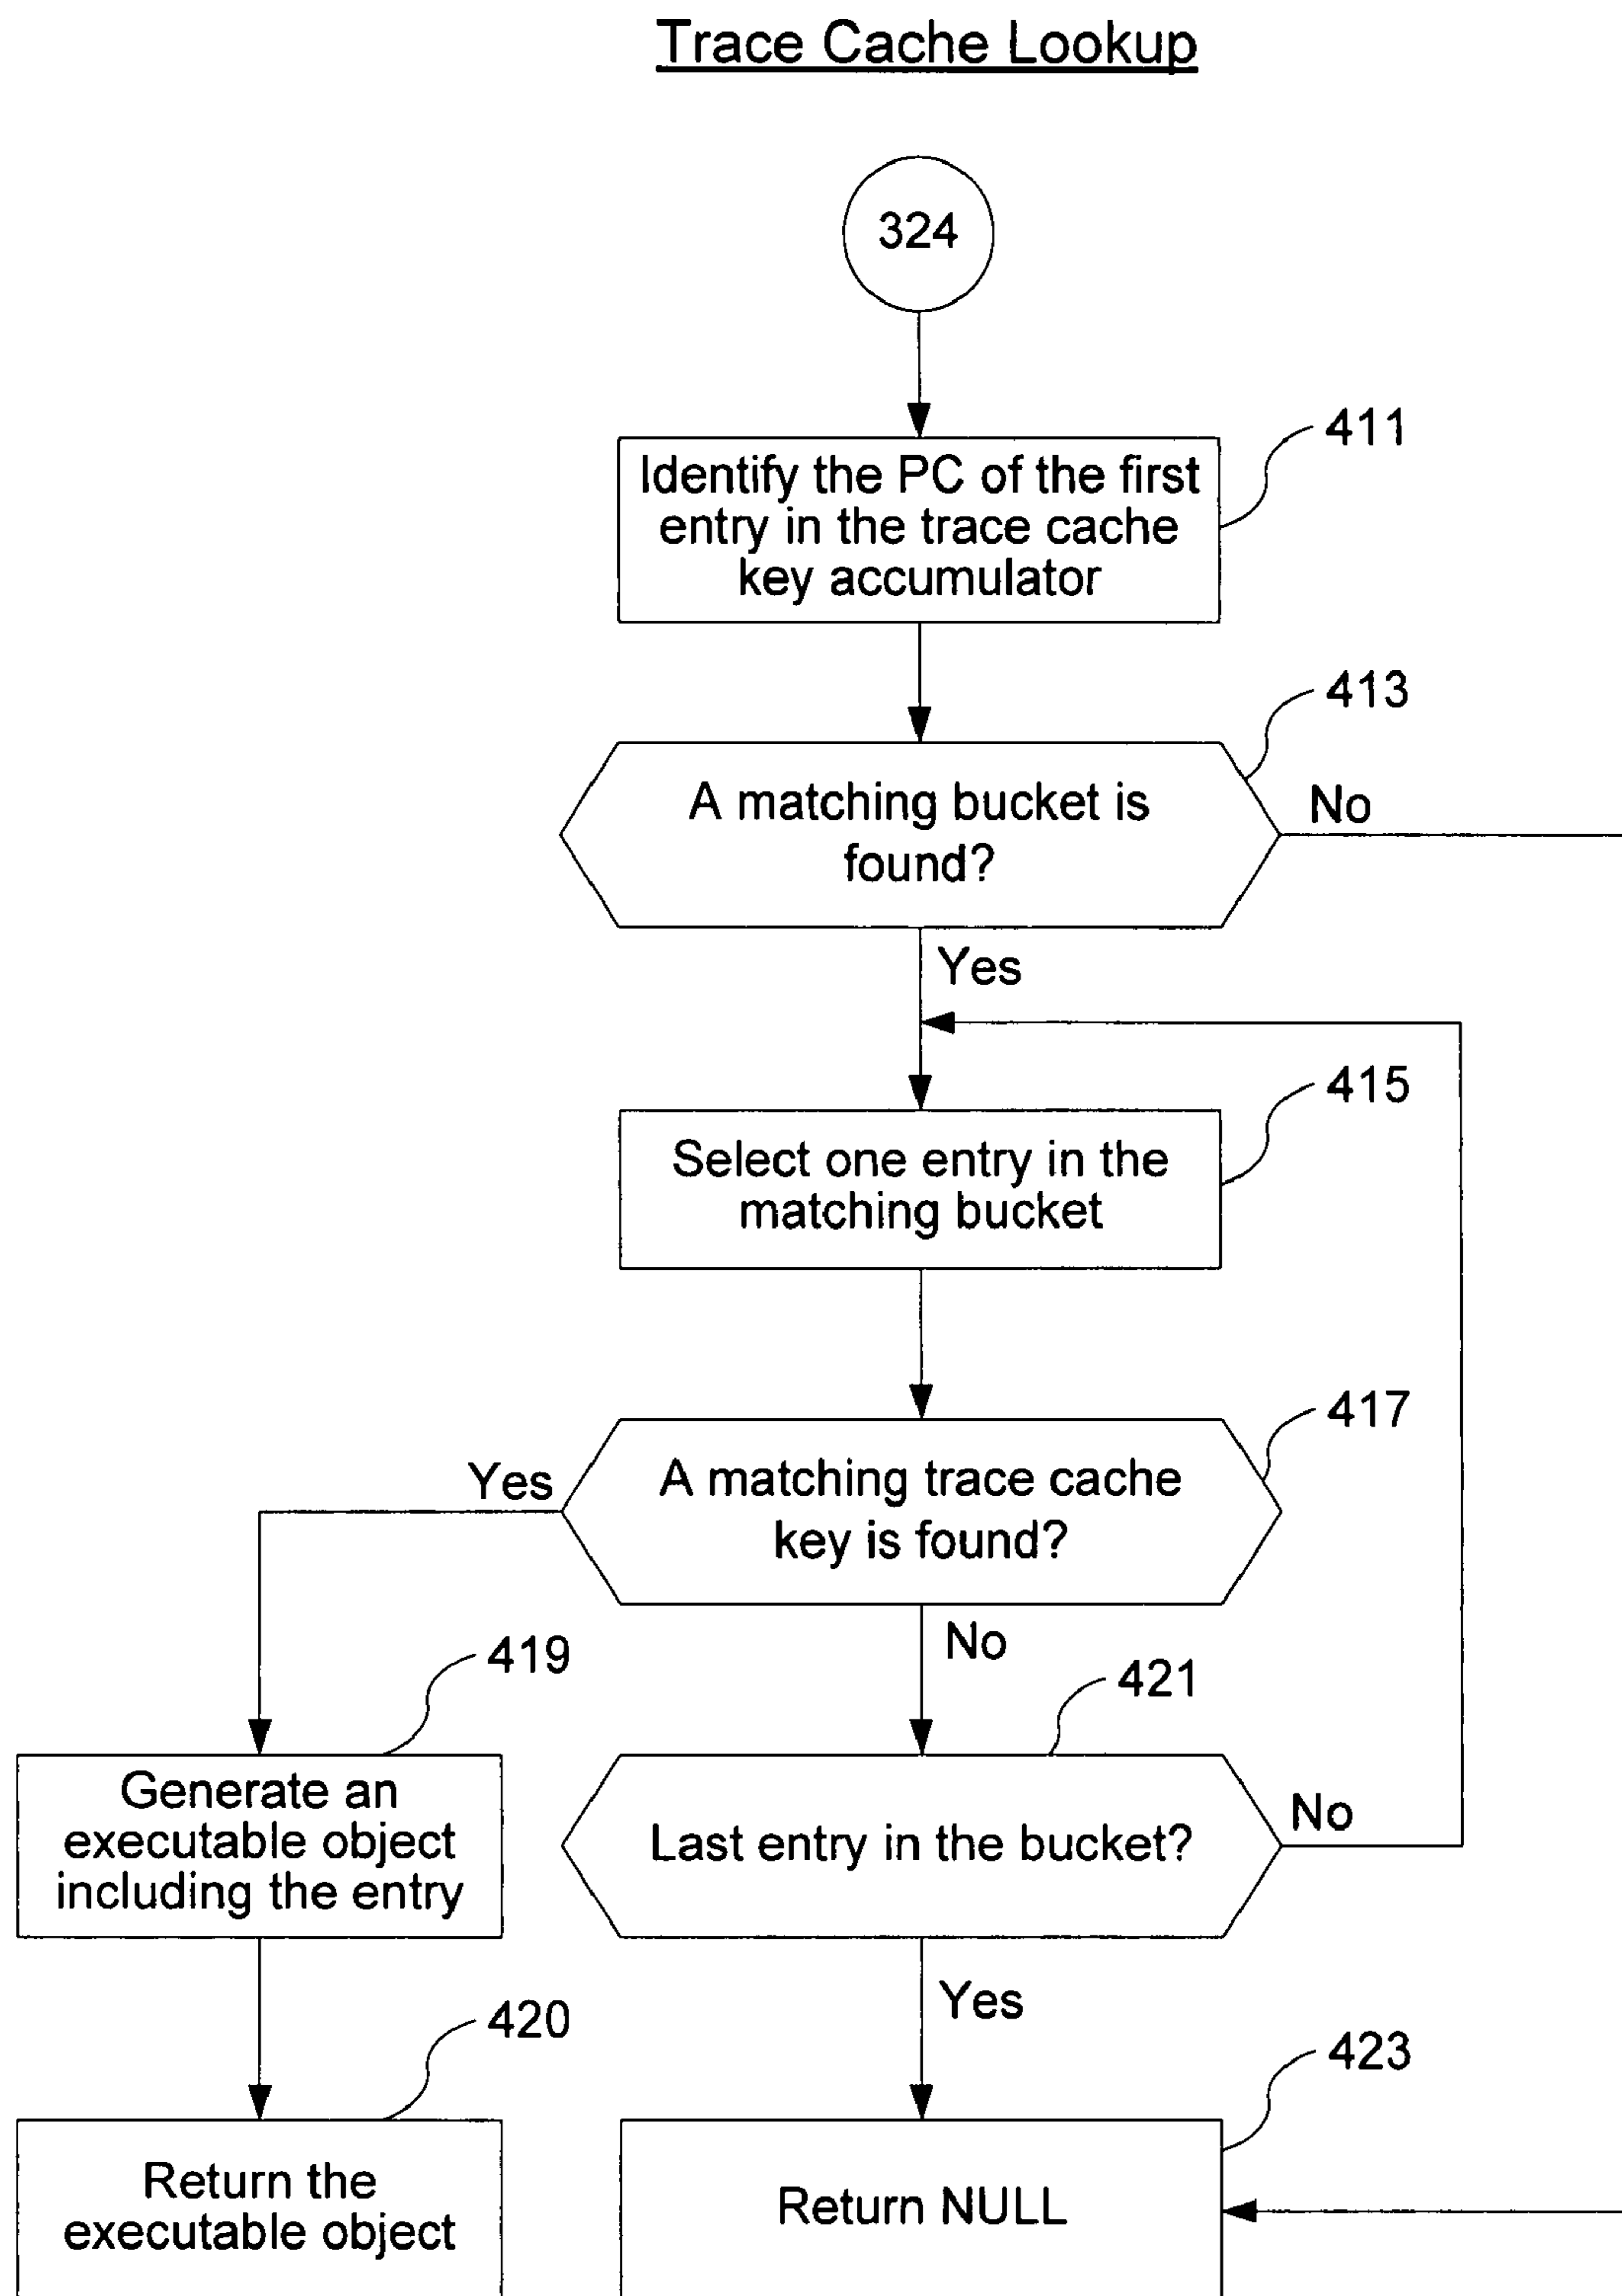 Trace Cache Lookup
324
411
Identify the PC of the first
entry in the trace cache
key accumulator
413
A matching bucket is
found?
No
Yes
415
Select one entry in the
matching bucket
417
A matching trace cache
key is found?
Yes
No
419
421
Generate an
executable object
including the entry
Last entry in the bucket?
No
Yes
420
423
Return the
executable object
Return NULL